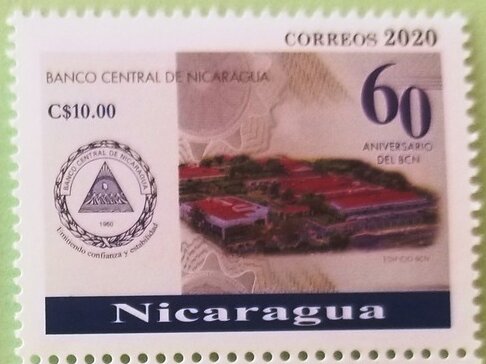 CORREOS 2020
BANCO CENTRAL DE NICARAGUA
C$10.00
60
ANIVERSARIO
DEL BCN
BANCO CENTRAL DE NICARAGUA
1960
Emitiendo confianza y estabilidad
EDIFICIO BCN
Nicaragua